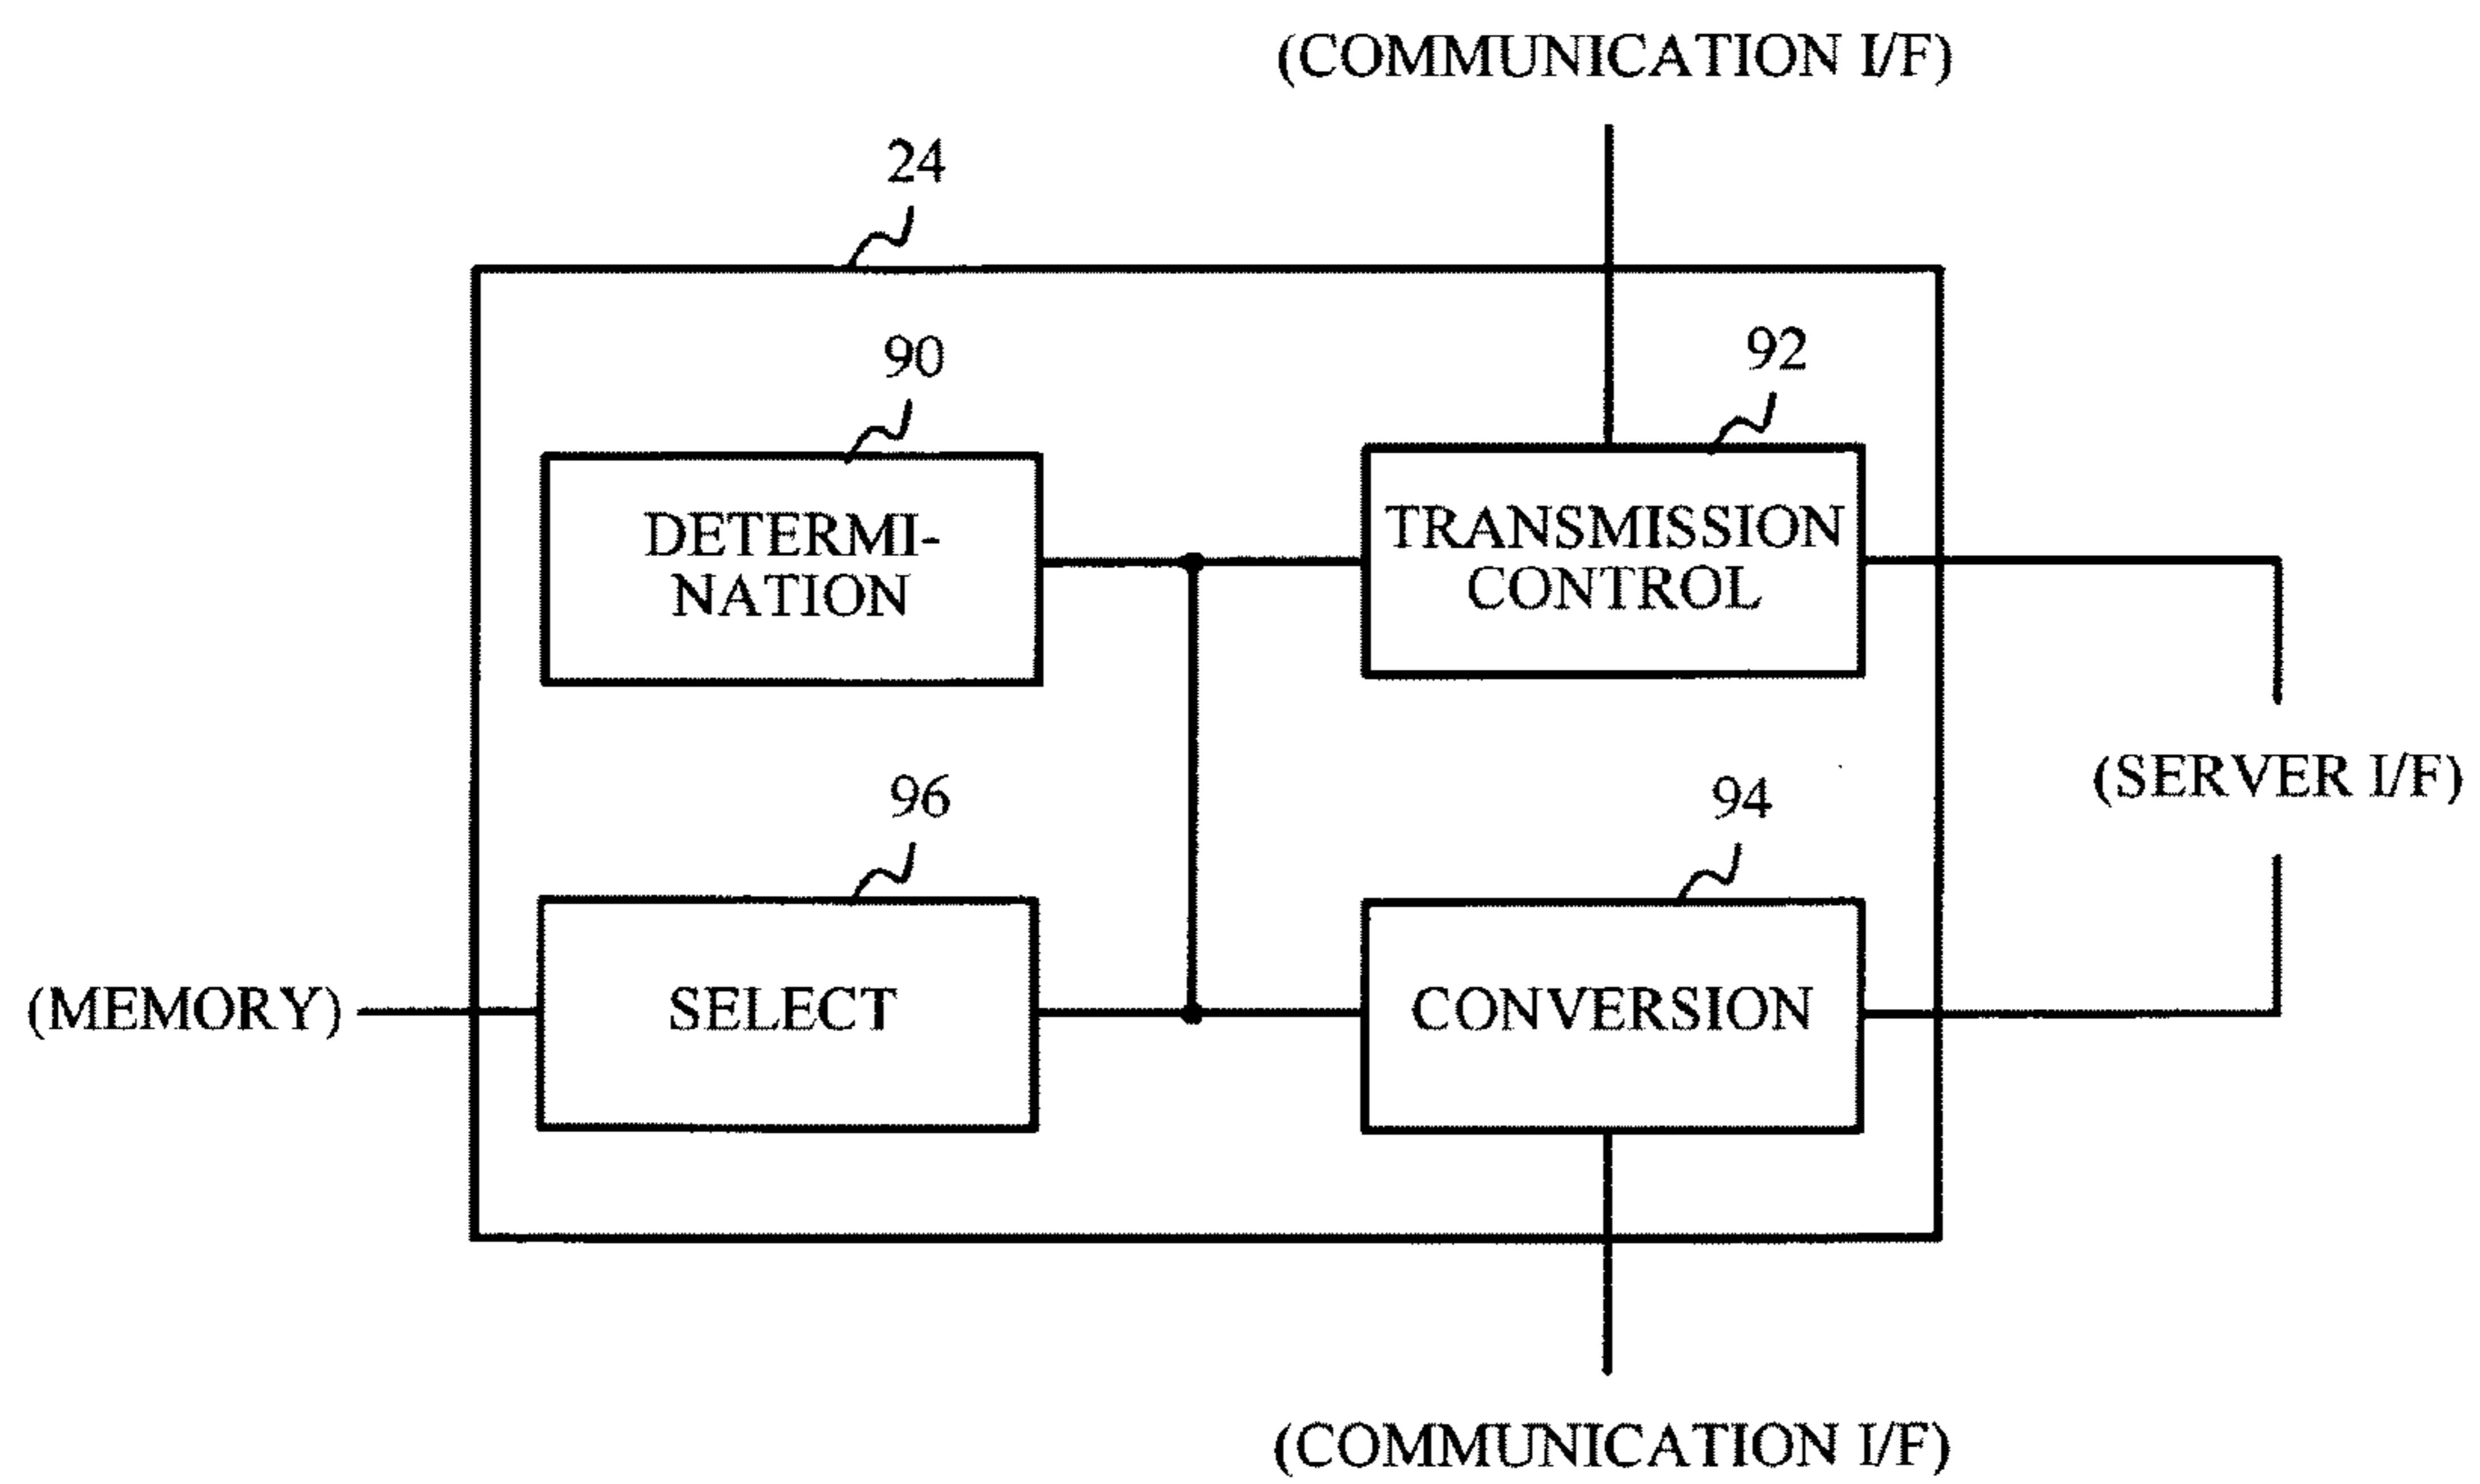 (COMMUNICATION I/F)
24
90
92
DETERMI-
NATION
TRANSMISSION
CONTROL
(SERVER I/F)
96
94
(MEMORY)
SELECT
CONVERSION
(COMMUNICATION I/F)